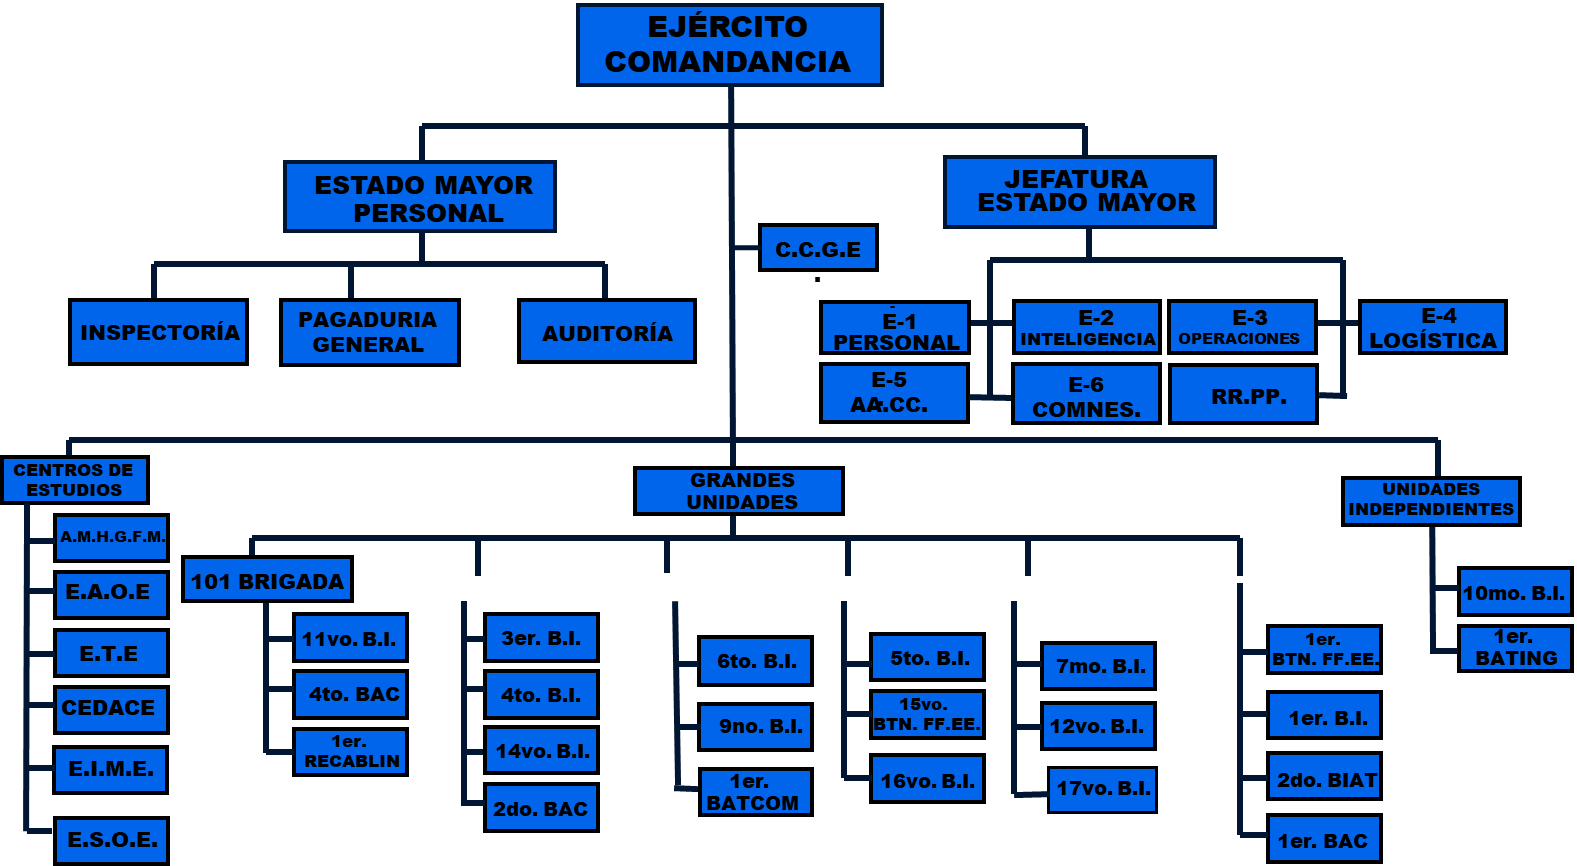 EJÉRCITO
COMANDANCIA
ESTADO MAYOR
PERSONAL
JEFATURA
ESTADO MAYOR
C.C.G.E
.
INSPECTORÍA
PAGADURIA
GENERAL
AUDITORÍA
E-1
PERSONAL
E-2
INTELIGENCIA
E-3
OPERACIONES
E-4
LOGÍSTICA
E-5
AA.CC.
E-6
COMNES.
RR.PP.
CENTROS DE
ESTUDIOS
GRANDES
UNIDADES
UNIDADES
INDEPENDIENTES
A.M.H.G.F.M.
E.A.O.E
E.T.E
CEDACE
E.I.M.E.
E.S.O.E.
101 BRIGADA
11vo. B.I.
4to. BAC
1er.
RECABLIN
3er. B.I.
4to. B.I.
14vo. B.I.
2do. BAC
6to. B.I.
9no. B.I.
1er.
BATCOM
5to. B.I.
15vo.
BTN. FF.EE.
16vo. B.I.
7mo. B.I.
12vo. B.I.
17vo. B.I.
1er.
BTN. FF.EE.
1er. B.I.
2do. BIAT
1er. BAC
10mo. B.I.
1er.
BATING